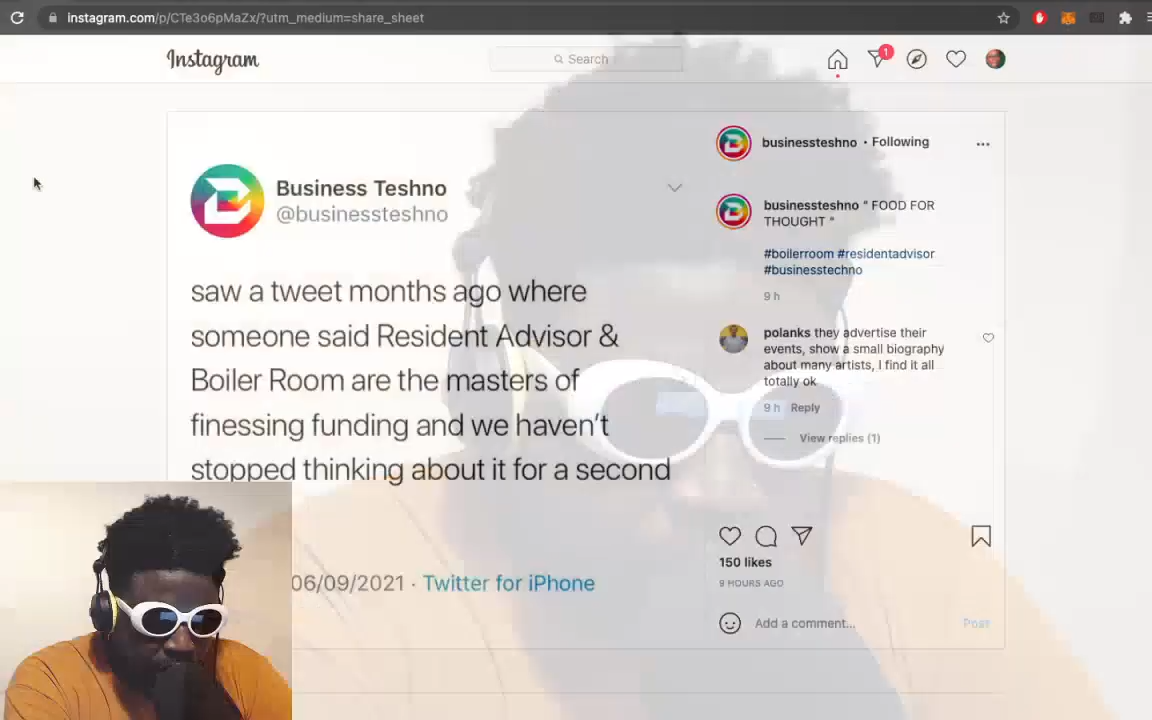 instagram.com/p/CTe3o6pMaZx/?utm_medium=share_sheet
Instagram
Search
1
Business Teshno
@businessteshno
saw a tweet months ago where
someone said Resident Advisor &
Boiler Room are the masters of
finessing funding and we haven't
stopped thinking about it for a second
06/09/2021 · Twitter for iPhone
businessteshno • Following
businessteshno " FOOD FOR
THOUGHT "
#boilerroom #residentadvisor
#businesstechno
9 h
polanks they advertise their
events, show a small biography
about many artists, I find it all
totally ok
9 h Reply
View replies (1)
150 likes
9 HOURS AGO
Add a comment...
Post